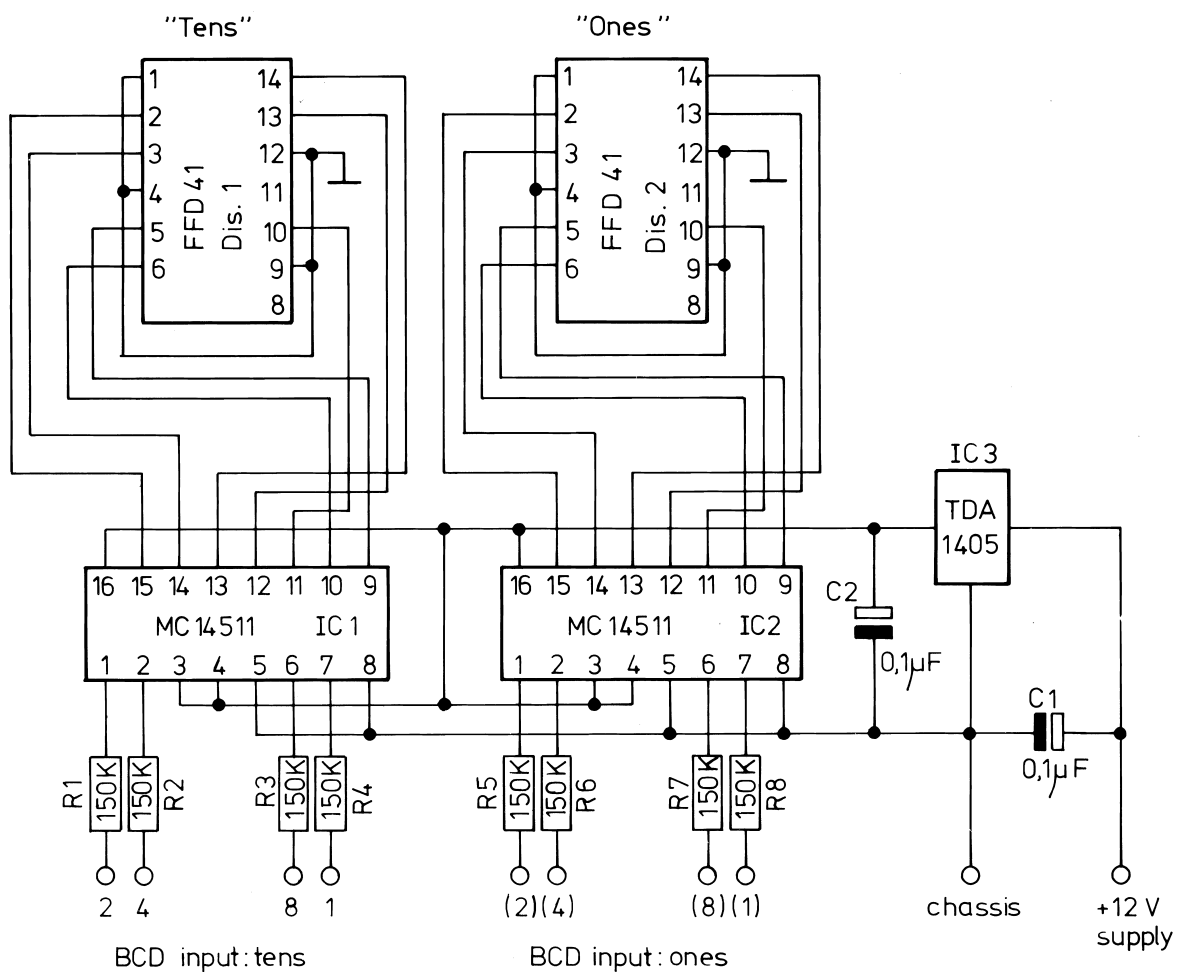 "Tens"
"Ones"
1 14
2 13
3 12
4 11
5 10
6 9
8
FFD 41
Dis. 1
1 14
2 13
3 12
4 11
5 10
6 9
8
FFD 41
Dis. 2
IC 3
TDA
1405
16 15 14 13 12 11 10 9
MC 14511 IC 1
1 2 3 4 5 6 7 8
16 15 14 13 12 11 10 9
MC 14511 IC2
1 2 3 4 5 6 7 8
C2
0,1µF
C1
0,1µF
R1 150K 150K R2
R3 150K 150K R4
R5 150K 150K R6
R7 150K 150K R8
2 4 8 1
(2) (4) (8) (1)
chassis
+12 V
supply
BCD input: tens
BCD input: ones